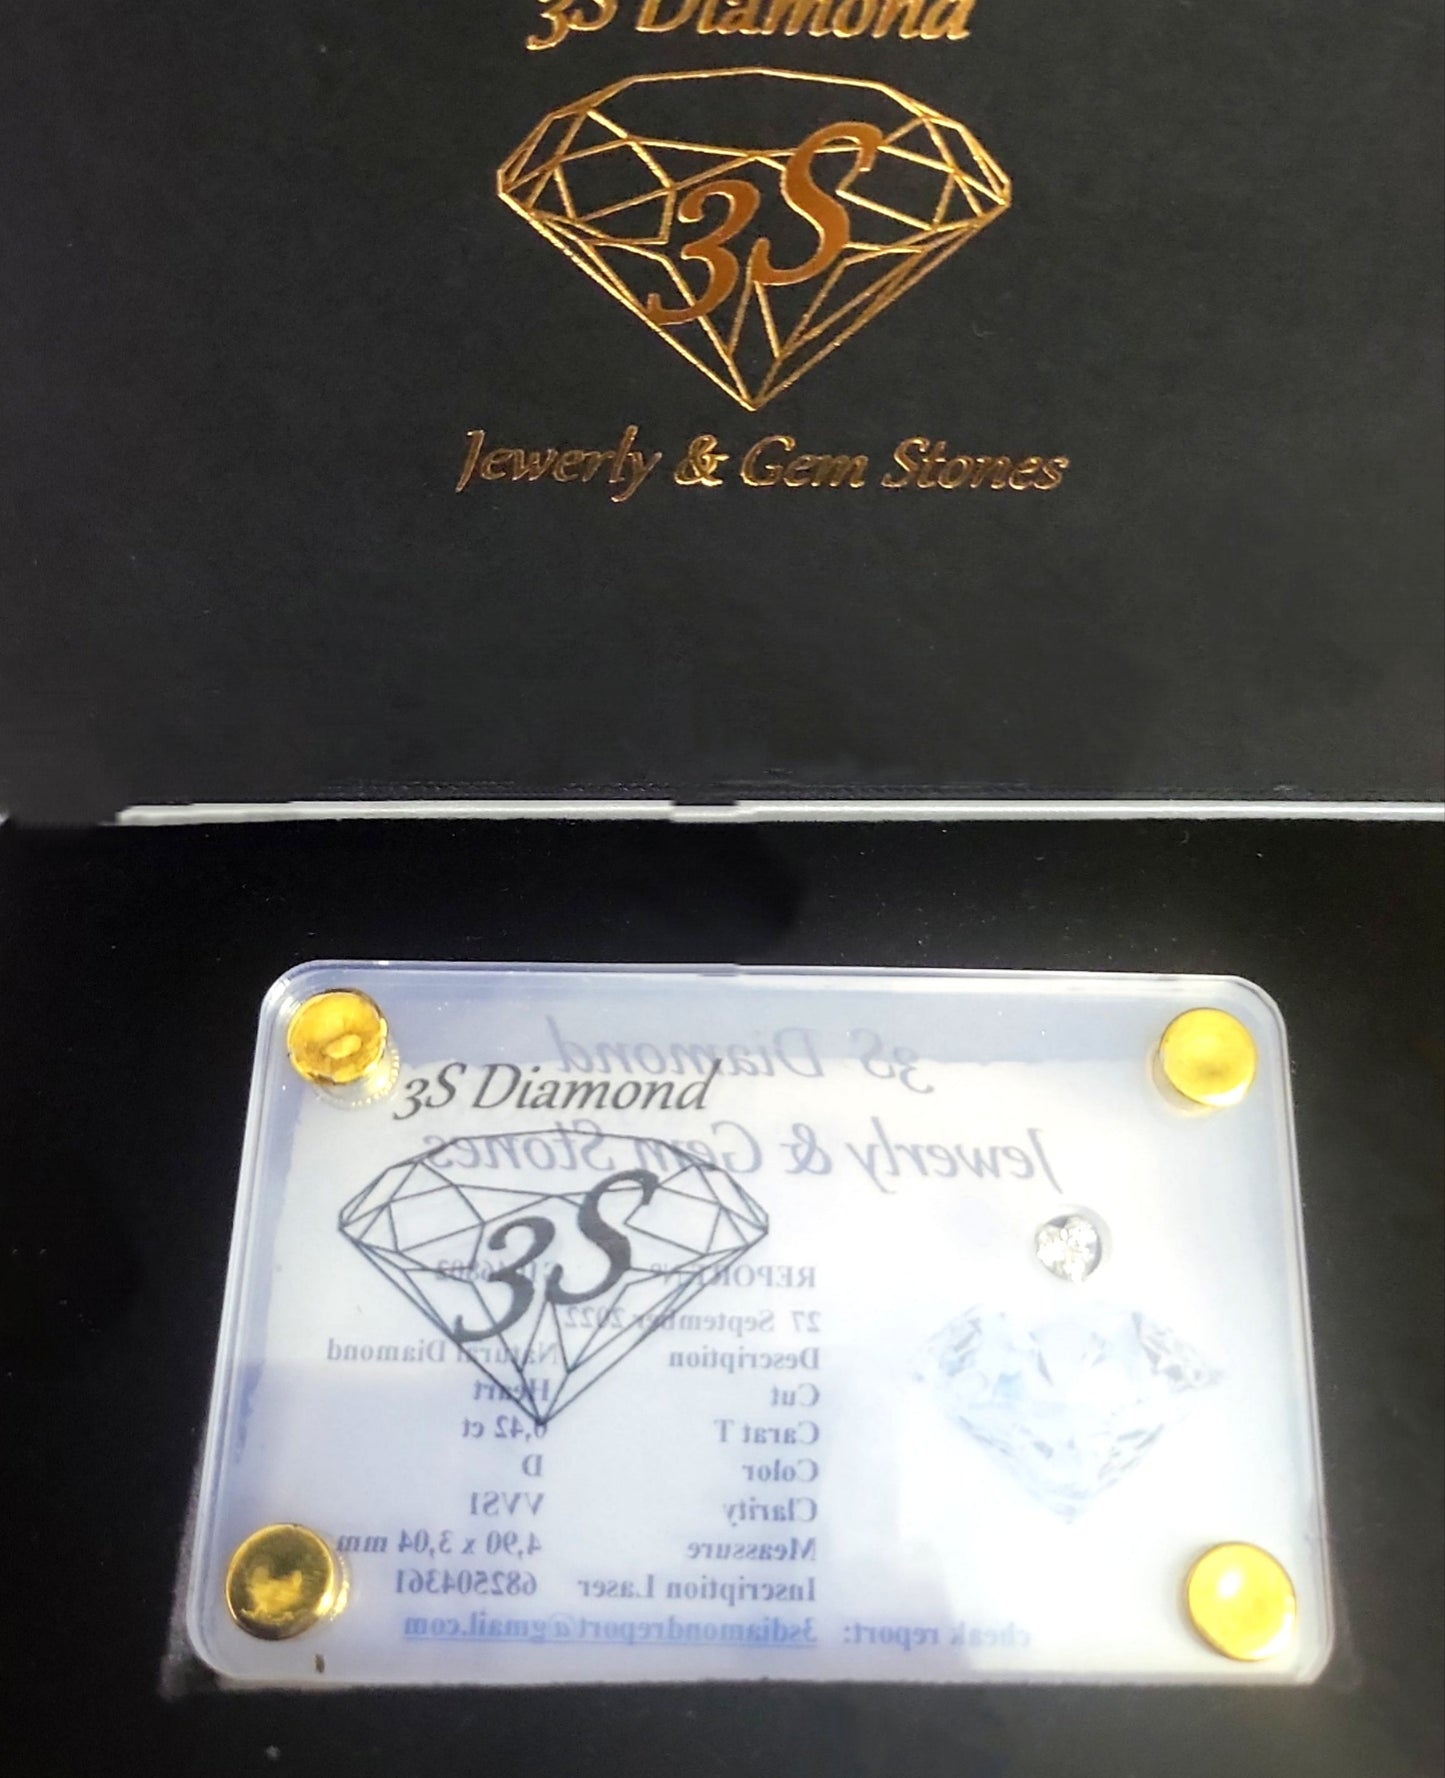 3S Diamond
3S
Jewerly & Gem Stones
3S Diamond
3S
3S Diamond
Jewerly & Gem Stones
REPORT N°
27 September 2022
Description Natural Diamond
Cut Heart
Carat T 0,42 ct
Color D
Clarity VVS1
Meassure 4,90 x 3,04 mm
Inscription Laser 682504361
cheak report: 3sdiamondreport@gmail.com